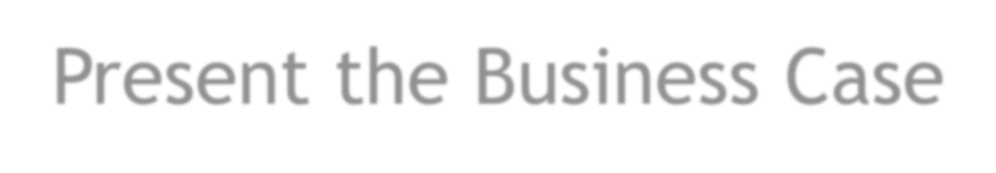 Present the Business Case